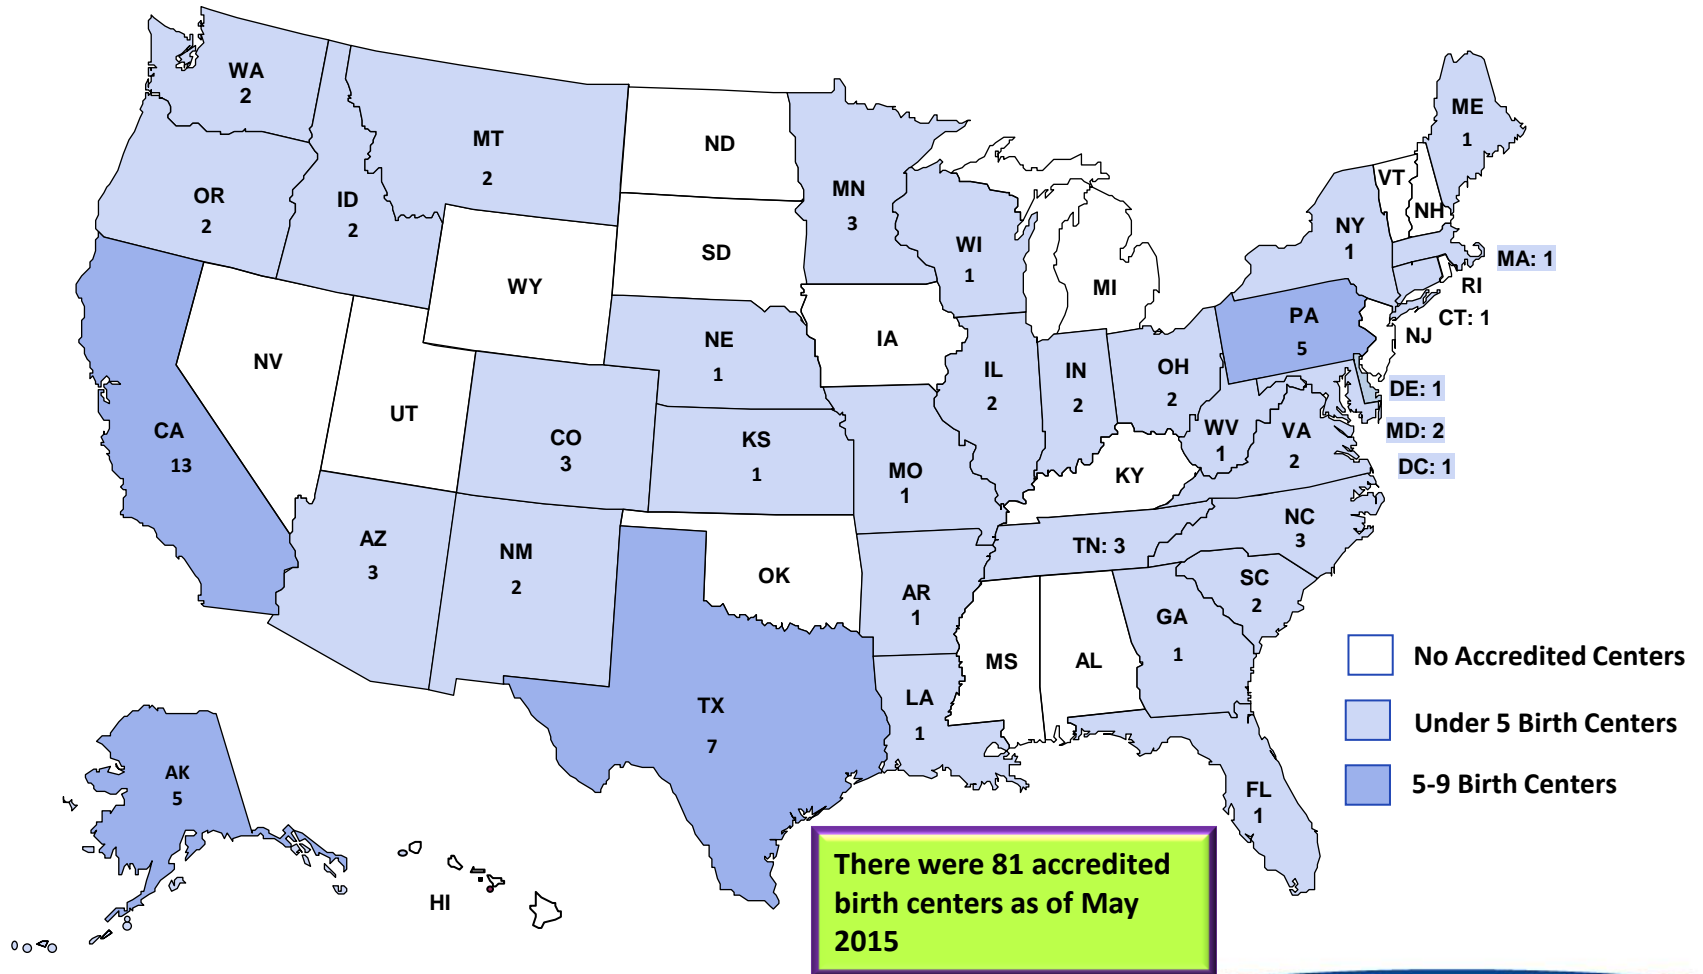 WA
2
OR
2
ID
2
MT
2
ND
SD
WY
NE
1
MN
3
WI
1
IA
MI
NV
UT
CA
13
CO
3
KS
1
MO
1
IL
2
IN
2
OH
2
KY
WV
1
VA
2
PA
5
NY
1
VT
NH
ME
1
MA: 1
RI
CT: 1
NJ
DE: 1
MD: 2
DC: 1
AZ
3
NM
2
OK
TX
7
AR
1
LA
1
TN: 3
NC
3
SC
2
GA
1
MS
AL
FL
1
AK
5
HI
No Accredited Centers
Under 5 Birth Centers
5-9 Birth Centers
There were 81 accredited
birth centers as of May
2015